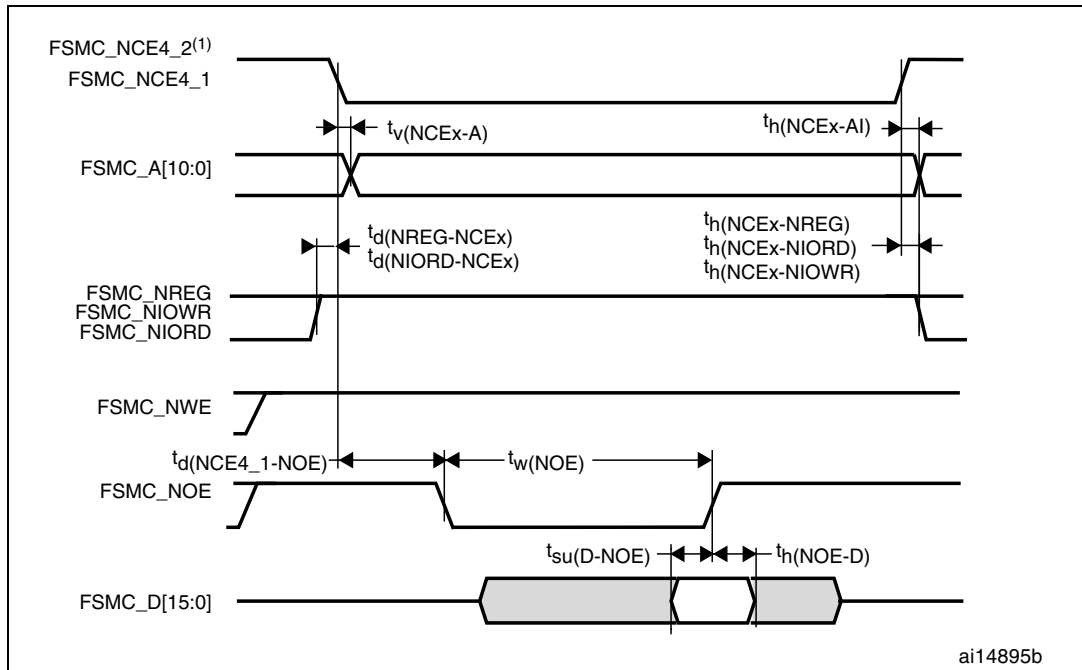 FSMC_NCE4_2(1)
FSMC_NCE4_1
tv(NCEx-A)
th(NCEx-AI)
FSMC_A[10:0]
td(NREG-NCEx)
td(NIORD-NCEx)
th(NCEx-NREG)
th(NCEx-NIORD)
th(NCEx-NIOWR)
FSMC_NREG
FSMC_NIOWR
FSMC_NIORD
FSMC_NWE
td(NCE4_1-NOE)
tw(NOE)
FSMC_NOE
tsu(D-NOE)
th(NOE-D)
FSMC_D[15:0]
ai14895b